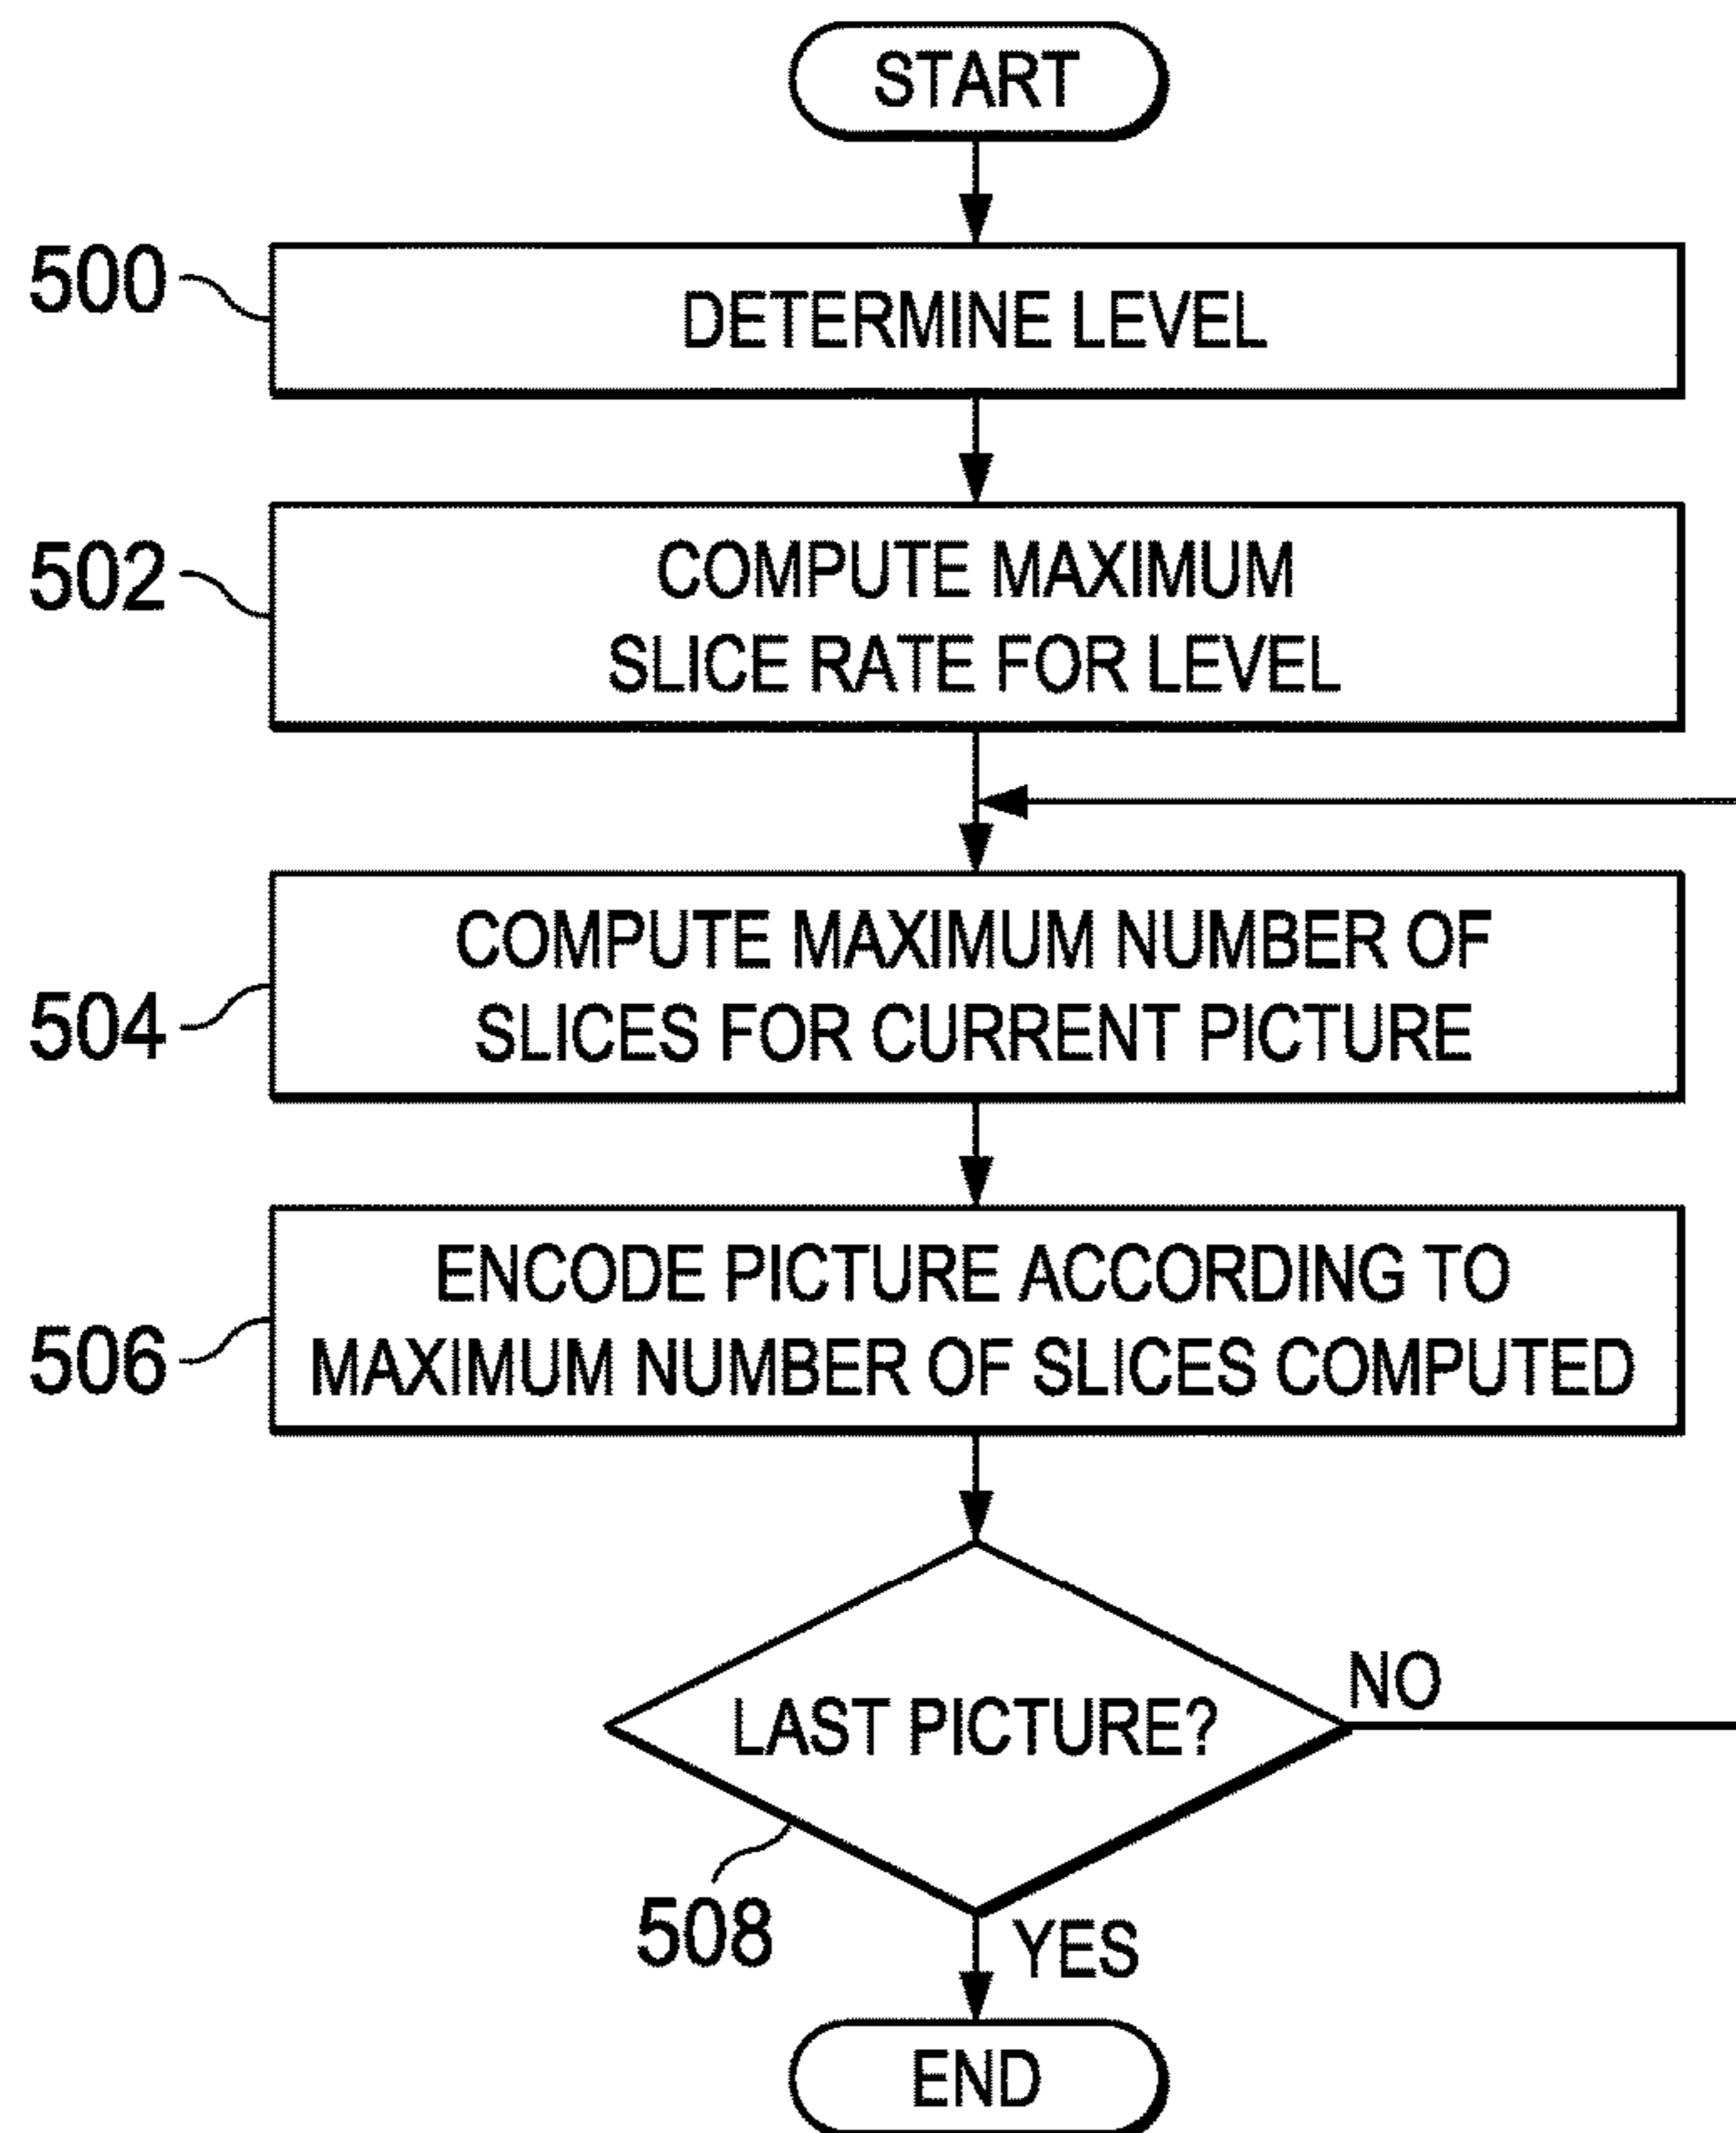 START
500
DETERMINE LEVEL
502
COMPUTE MAXIMUM
SLICE RATE FOR LEVEL
504
COMPUTE MAXIMUM NUMBER OF
SLICES FOR CURRENT PICTURE
506
ENCODE PICTURE ACCORDING TO
MAXIMUM NUMBER OF SLICES COMPUTED
LAST PICTURE?
NO
508
YES
END